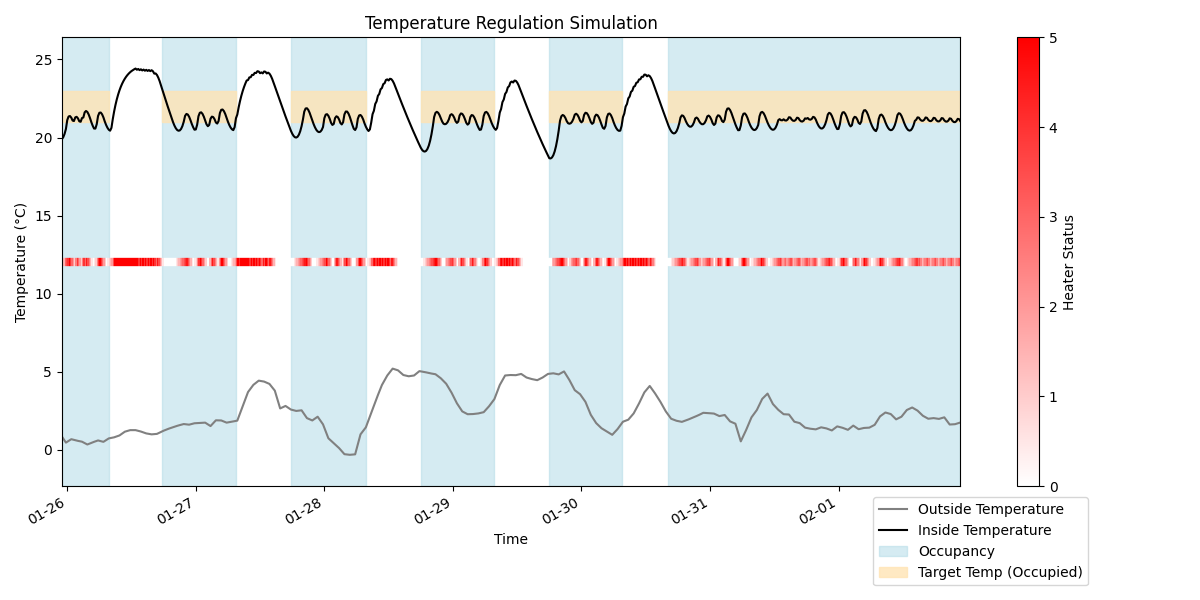 Temperature Regulation Simulation
Temperature (°C)
25
20
15
10
5
0
01-26
01-27
01-28
01-29
01-30
01-31
02-01
Time
5
4
3
2
1
0
Heater Status
Outside Temperature
Inside Temperature
Occupancy
Target Temp (Occupied)